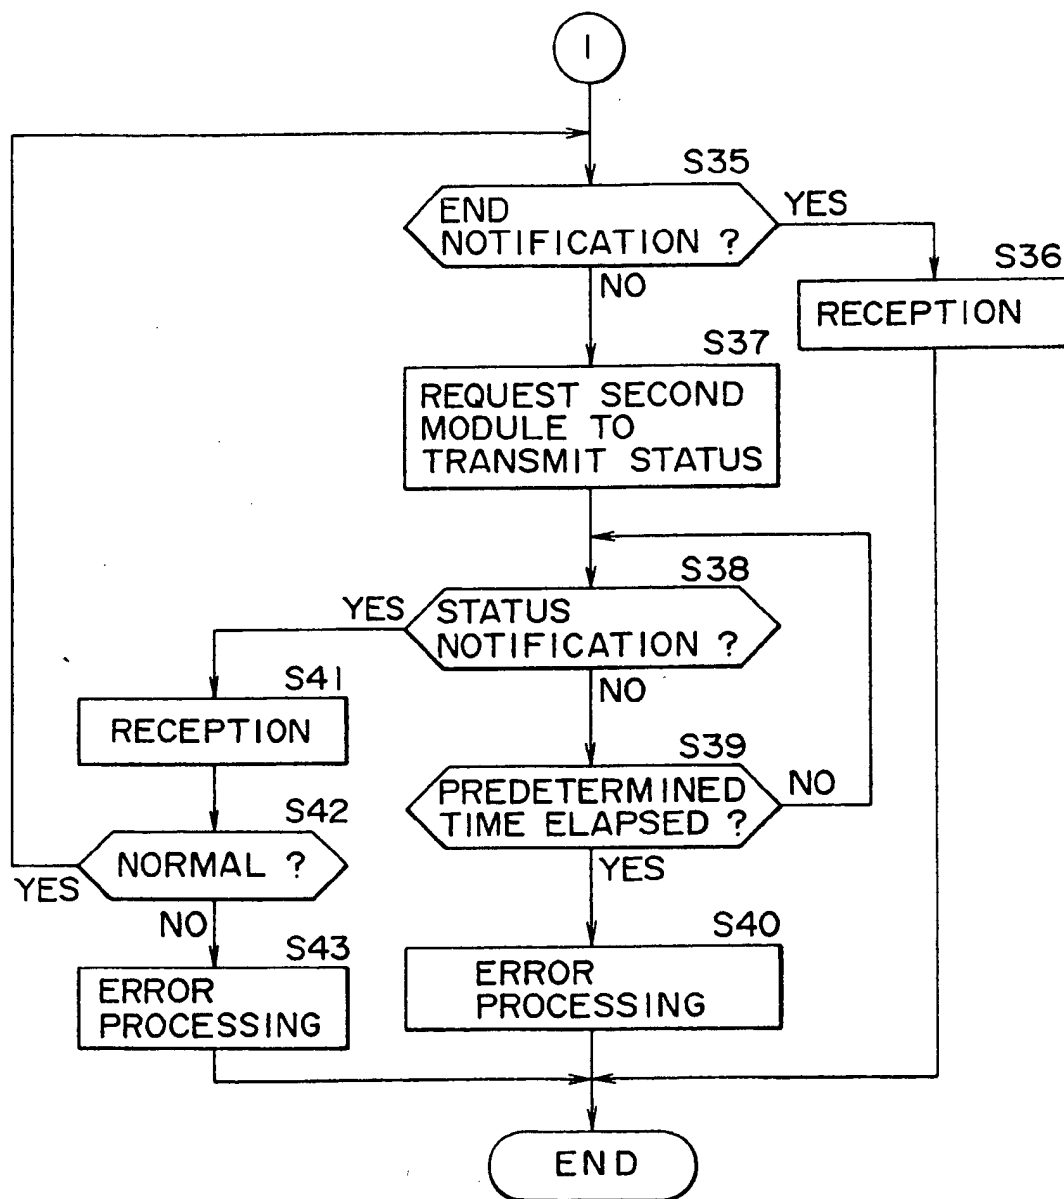 I
S35
END
NOTIFICATION ?
YES
NO
S36
RECEPTION
S37
REQUEST SECOND
MODULE TO
TRANSMIT STATUS
S38
STATUS
NOTIFICATION ?
YES
NO
S41
RECEPTION
S39
PREDETERMINED
TIME ELAPSED ?
NO
YES
S42
NORMAL ?
YES
NO
S43
ERROR
PROCESSING
S40
ERROR
PROCESSING
END